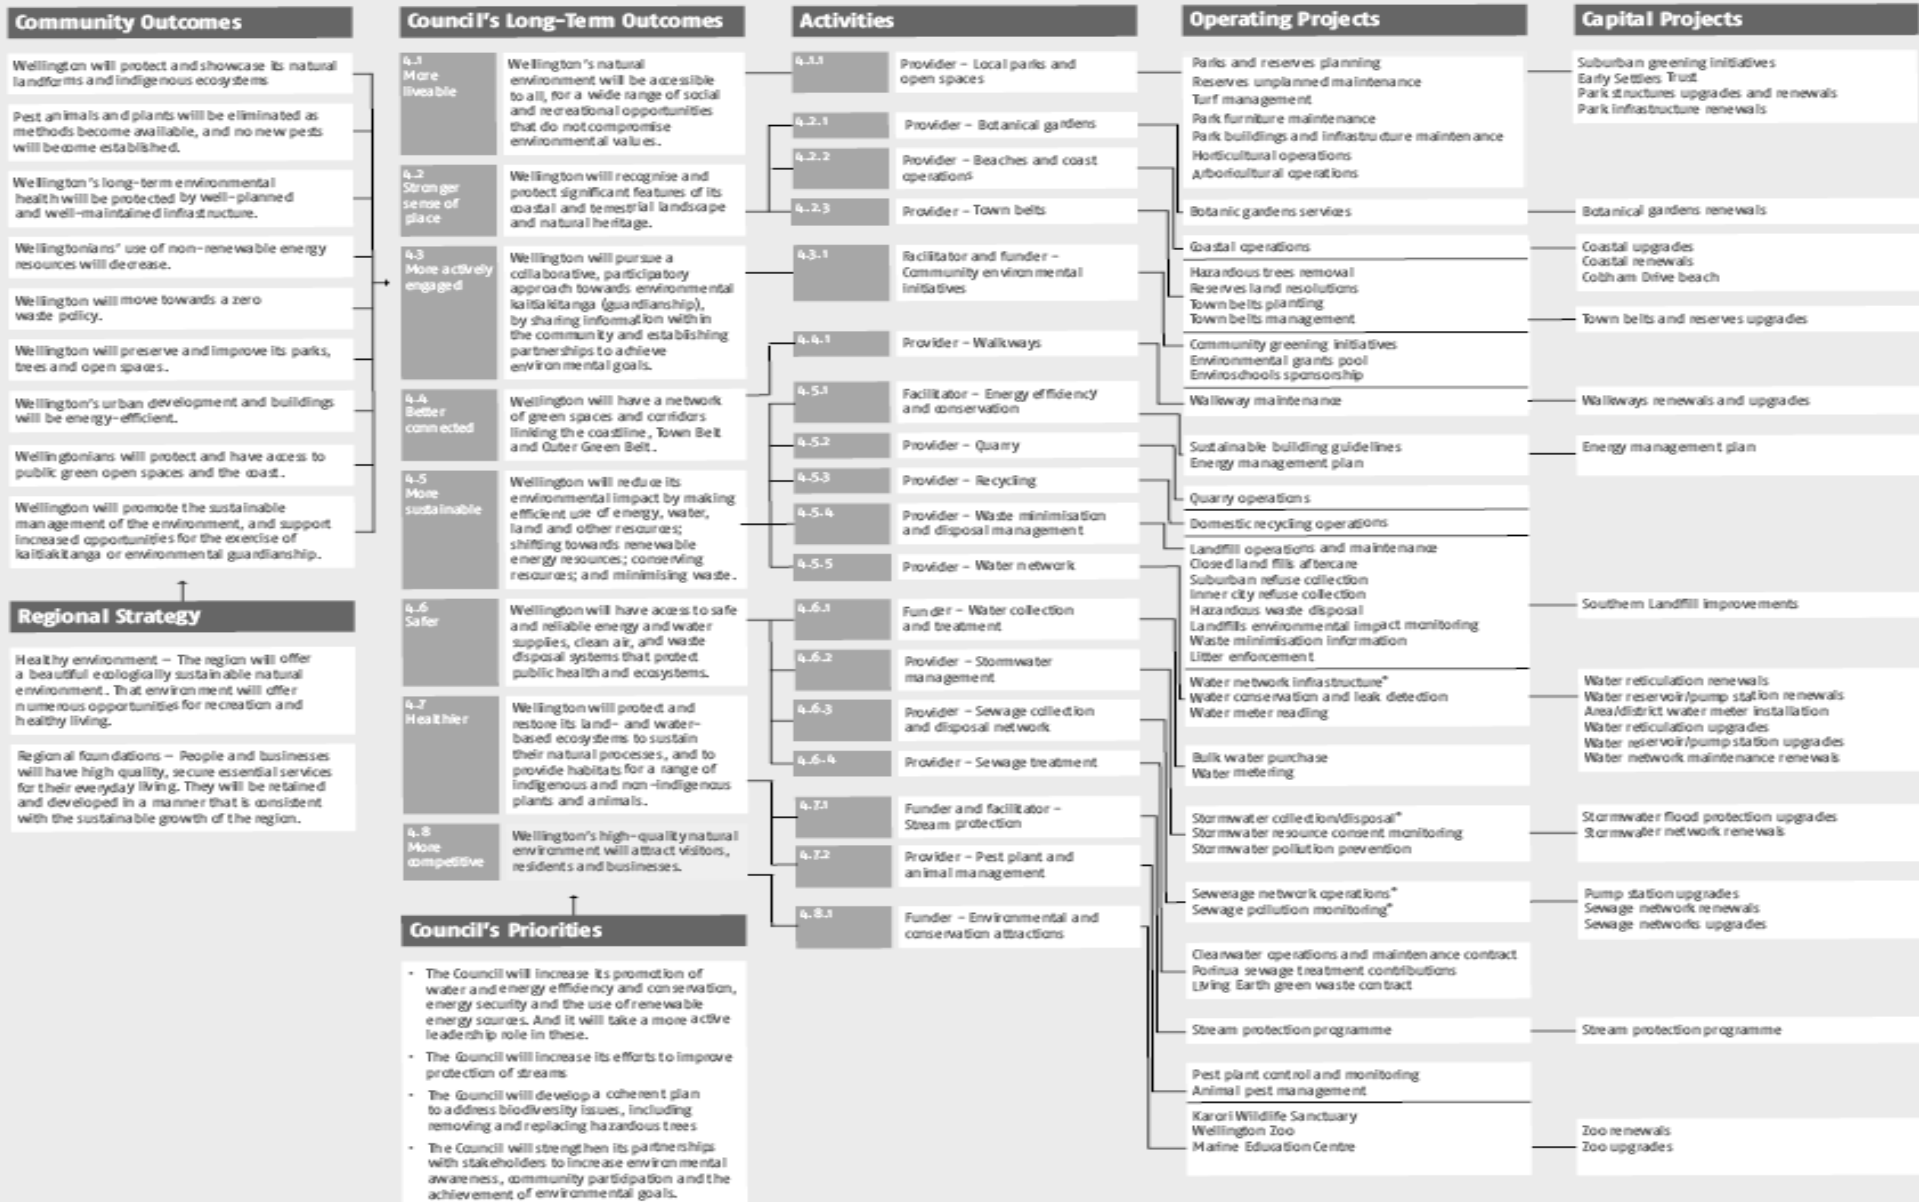 Community Outcomes
Wellington will protect and showcase its natural
landforms and indigenous ecosystems
Pest animals and plants will be eliminated as
methods become available, and no new pests
will become established.
Wellington's long-term environmental
health will be protected by well-planned
and well-maintained infrastructure.
Wellingtonians' use of non-renewable energy
resources will decrease.
Wellington will move towards a zero
waste policy.
Wellington will preserve and improve its parks,
trees and open spaces.
Wellington's urban development and buildings
will be energy-efficient.
Wellingtonians will protect and have access to
public green open spaces and the coast.
Wellington will promote the sustainable
management of the environment, and support
increased opportunities for the exercise of
kaitiakitanga or environmental guardianship.
Regional Strategy
Healthy environment – The region will offer
a beautiful ecologically sustainable natural
environment. That environment will offer
numerous opportunities for recreation and
healthy living.
Regional foundations – People and businesses
will have high quality, secure essential services
for their everyday living. They will be retained
and developed in a manner that is consistent
with the sustainable growth of the region.
Council's Long-Term Outcomes
4.1
More
liveable
Wellington's natural
environment will be accessible
to all, for a wide range of social
and recreational opportunities
that do not compromise
environmental values.
4.2
Stronger
sense of
place
Wellington will recognise and
protect significant features of its
coastal and terrestrial landscape
and natural heritage.
4.3
More actively
engaged
Wellington will pursue a
collaborative, participatory
approach towards environmental
kaitiakitanga (guardianship),
by sharing information within
the community and establishing
partnerships to achieve
environmental goals.
4.4
Better
connected
Wellington will have a network
of green spaces and corridors
linking the coastline, Town Belt
and Outer Green Belt.
4.5
More
sustainable
Wellington will reduce its
environmental impact by making
efficient use of energy, water,
land and other resources;
shifting towards renewable
energy resources; conserving
resources; and minimising waste.
4.6
Safer
Wellington will have access to safe
and reliable energy and water
supplies, clean air, and waste
disposal systems that protect
public health and ecosystems.
4.7
Healthier
Wellington will protect and
restore its land- and water-
based ecosystems to sustain
their natural processes, and to
provide habitats for a range of
indigenous and non-indigenous
plants and animals.
4.8
More
competitive
Wellington's high-quality natural
environment will attract visitors,
residents and businesses.
Council's Priorities
- The Council will increase its promotion of
water and energy efficiency and conservation,
energy security and the use of renewable
energy sources. And it will take a more active
leadership role in these.
- The Council will increase its efforts to improve
protection of streams
- The Council will develop a coherent plan
to address biodiversity issues, including
removing and replacing hazardous trees
- The Council will strengthen its partnerships
with stakeholders to increase environmental
awareness, community participation and the
achievement of environmental goals.
Activities
4.1.1
Provider – Local parks and
open spaces
4.2.1
Provider – Botanical gardens
4.2.2
Provider – Beaches and coast
operations
4.2.3
Provider – Town belts
4.3.1
Facilitator and funder –
Community environmental
initiatives
4.4.1
Provider – Walkways
4.5.1
Facilitator – Energy efficiency
and conservation
4.5.2
Provider – Quarry
4.5.3
Provider – Recycling
4.5.4
Provider – Waste minimisation
and disposal management
4.5.5
Provider – Water network
4.6.1
Funder – Water collection
and treatment
4.6.2
Provider – Stormwater
management
4.6.3
Provider – Sewage collection
and disposal network
4.6.4
Provider – Sewage treatment
4.7.1
Funder and facilitator –
Stream protection
4.7.2
Provider – Pest plant and
animal management
4.8.1
Funder – Environmental and
conservation attractions
Operating Projects
Parks and reserves planning
Reserves unplanned maintenance
Turf management
Park furniture maintenance
Park buildings and infrastructure maintenance
Horticultural operations
Arboricultural operations
Botanic gardens services
Coastal operations
Hazardous trees removal
Reserves land resolutions
Town belts planting
Town belts management
Community greening initiatives
Environmental grants pool
Enviroschools sponsorship
Walkway maintenance
Sustainable building guidelines
Energy management plan
Quarry operations
Domestic recycling operations
Landfill operations and maintenance
Closed land fills aftercare
Suburban refuse collection
Inner city refuse collection
Hazardous waste disposal
Landfills environmental impact monitoring
Waste minimisation information
Litter enforcement
Water network infrastructure*
Water conservation and leak detection
Water meter reading
Bulk water purchase
Water metering
Stormwater collection/disposal*
Stormwater resource consent monitoring
Stormwater pollution prevention
Sewerage network operations*
Sewage pollution monitoring*
Clearwater operations and maintenance contract
Porirua sewage treatment contributions
Living Earth green waste contract
Stream protection programme
Pest plant control and monitoring
Animal pest management
Karori Wildlife Sanctuary
Wellington Zoo
Marine Education Centre
Capital Projects
Suburban greening initiatives
Early Settlers Trust
Park structures upgrades and renewals
Park infrastructure renewals
Botanical gardens renewals
Coastal upgrades
Coastal renewals
Cobham Drive beach
Town belts and reserves upgrades
Walkways renewals and upgrades
Energy management plan
Southern Landfill improvements
Water reticulation renewals
Water reservoir/pump station renewals
Area/district water meter installation
Water reticulation upgrades
Water reservoir/pump station upgrades
Water network maintenance renewals
Stormwater flood protection upgrades
Stormwater network renewals
Pump station upgrades
Sewage network renewals
Sewage networks upgrades
Stream protection programme
Zoo renewals
Zoo upgrades